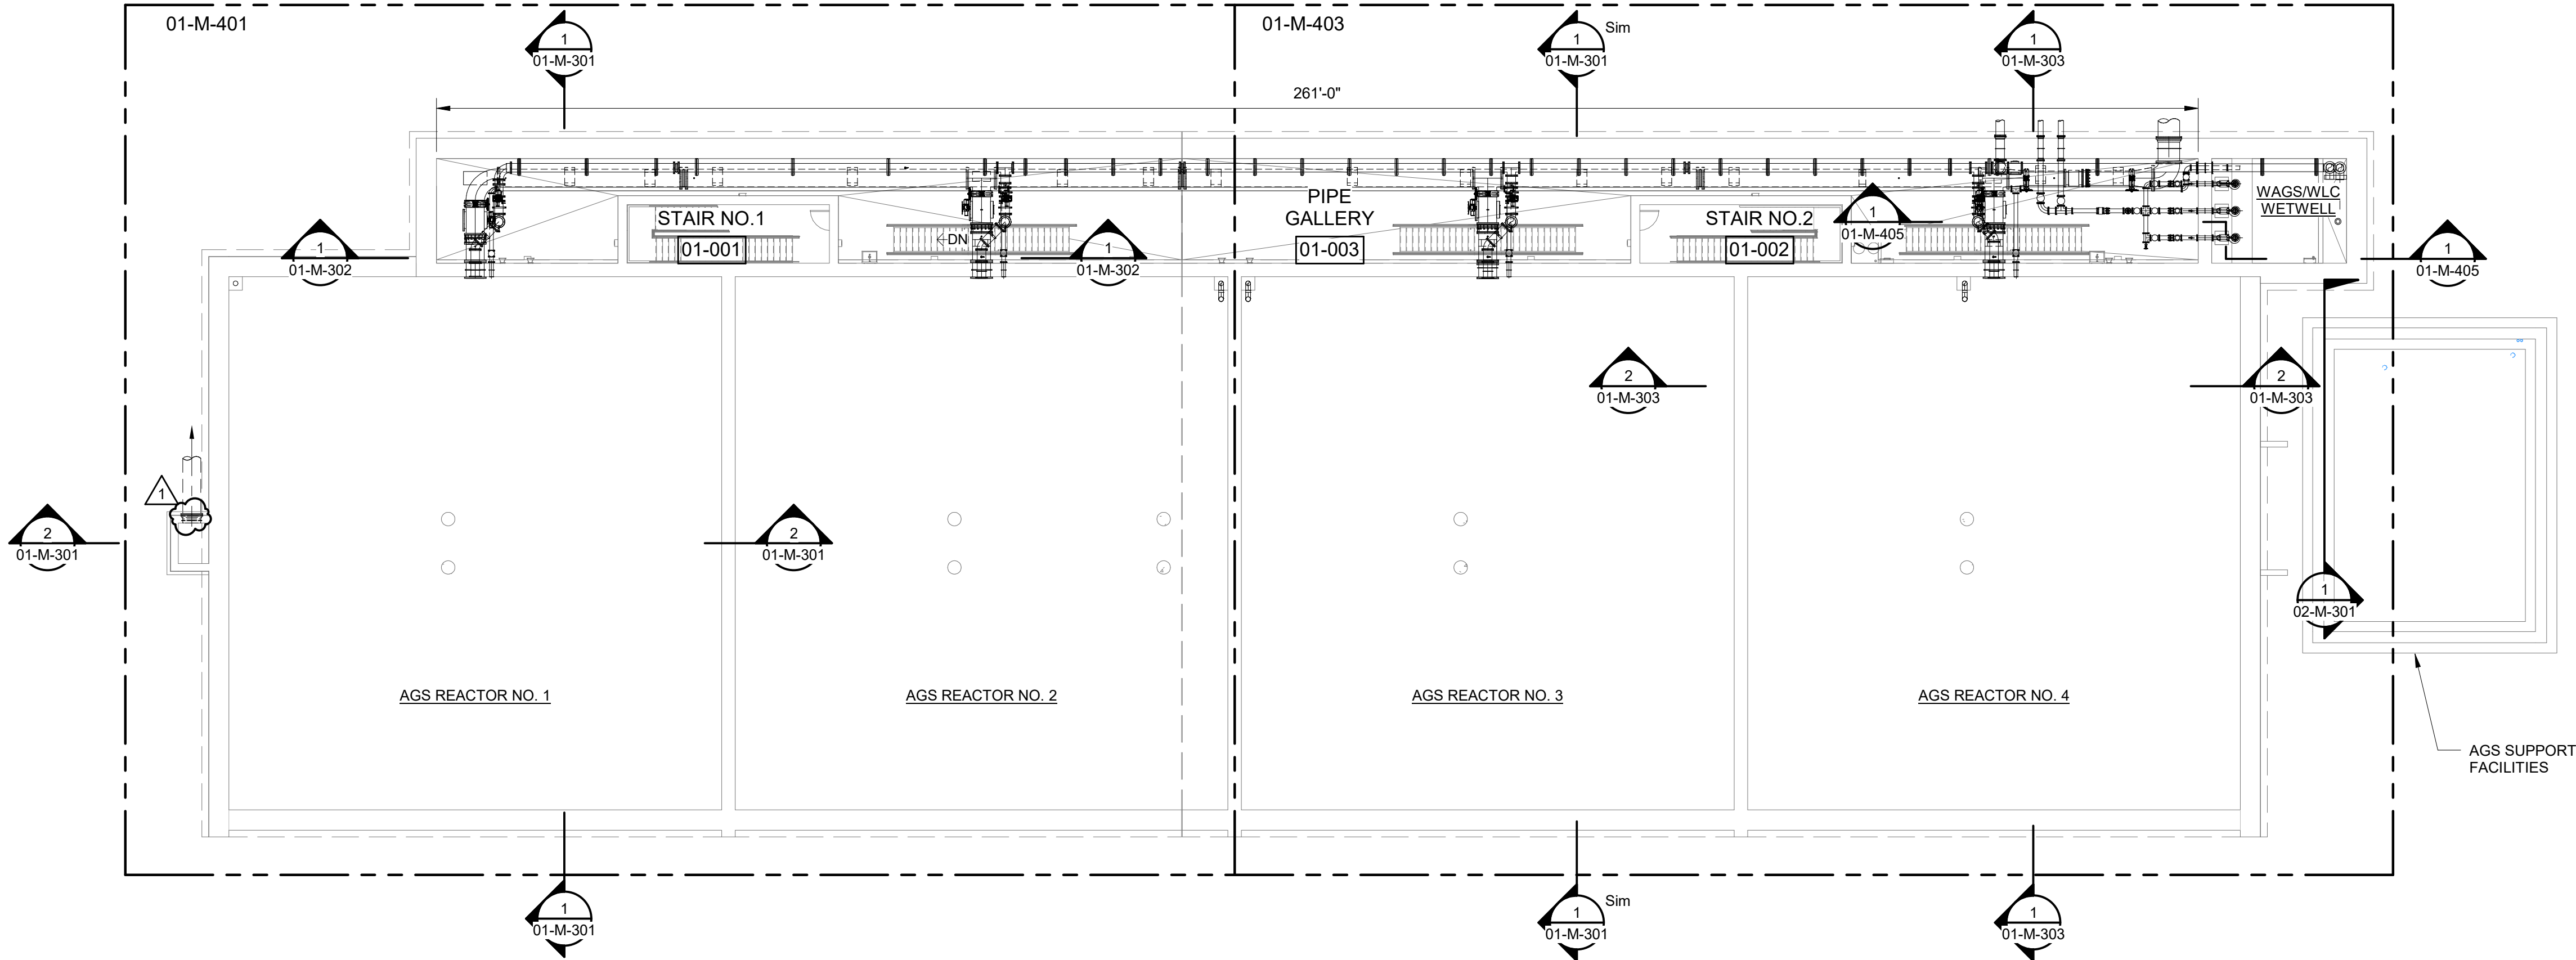 01-M-401
01-M-403
1
01-M-301
1
Sim
01-M-301
1
01-M-303
261'-0"
STAIR NO.1
01-001
DN
PIPE
GALLERY
01-003
STAIR NO.2
01-002
1
01-M-405
WAGS/WLC
WETWELL
1
01-M-302
1
01-M-302
1
01-M-405
2
01-M-303
2
01-M-303
1
2
01-M-301
2
01-M-301
1
02-M-301
AGS REACTOR NO. 1
AGS REACTOR NO. 2
AGS REACTOR NO. 3
AGS REACTOR NO. 4
AGS SUPPORT
FACILITIES
1
01-M-301
1
Sim
01-M-301
1
01-M-303